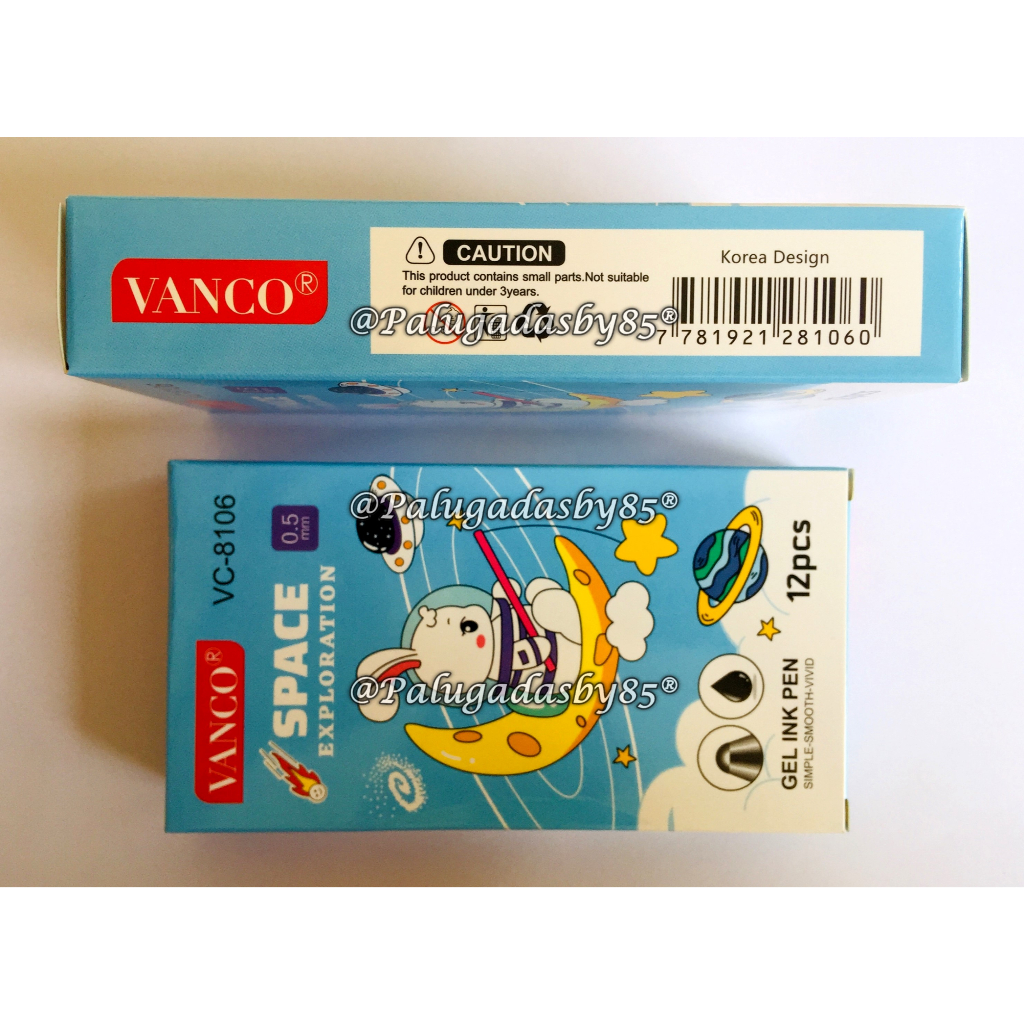 VANCO®
CAUTION
This product contains small parts.Not suitable
for children under 3years.
Korea Design
7 781921 281060
@Palugadasby85®
VC-8106
0.5
mm
@Palugadasby85®
VANCO®
SPACE
EXPLORATION
@Palugadasby85®
12pcs
GEL INK PEN
SIMPLE-SMOOTH-VIVID